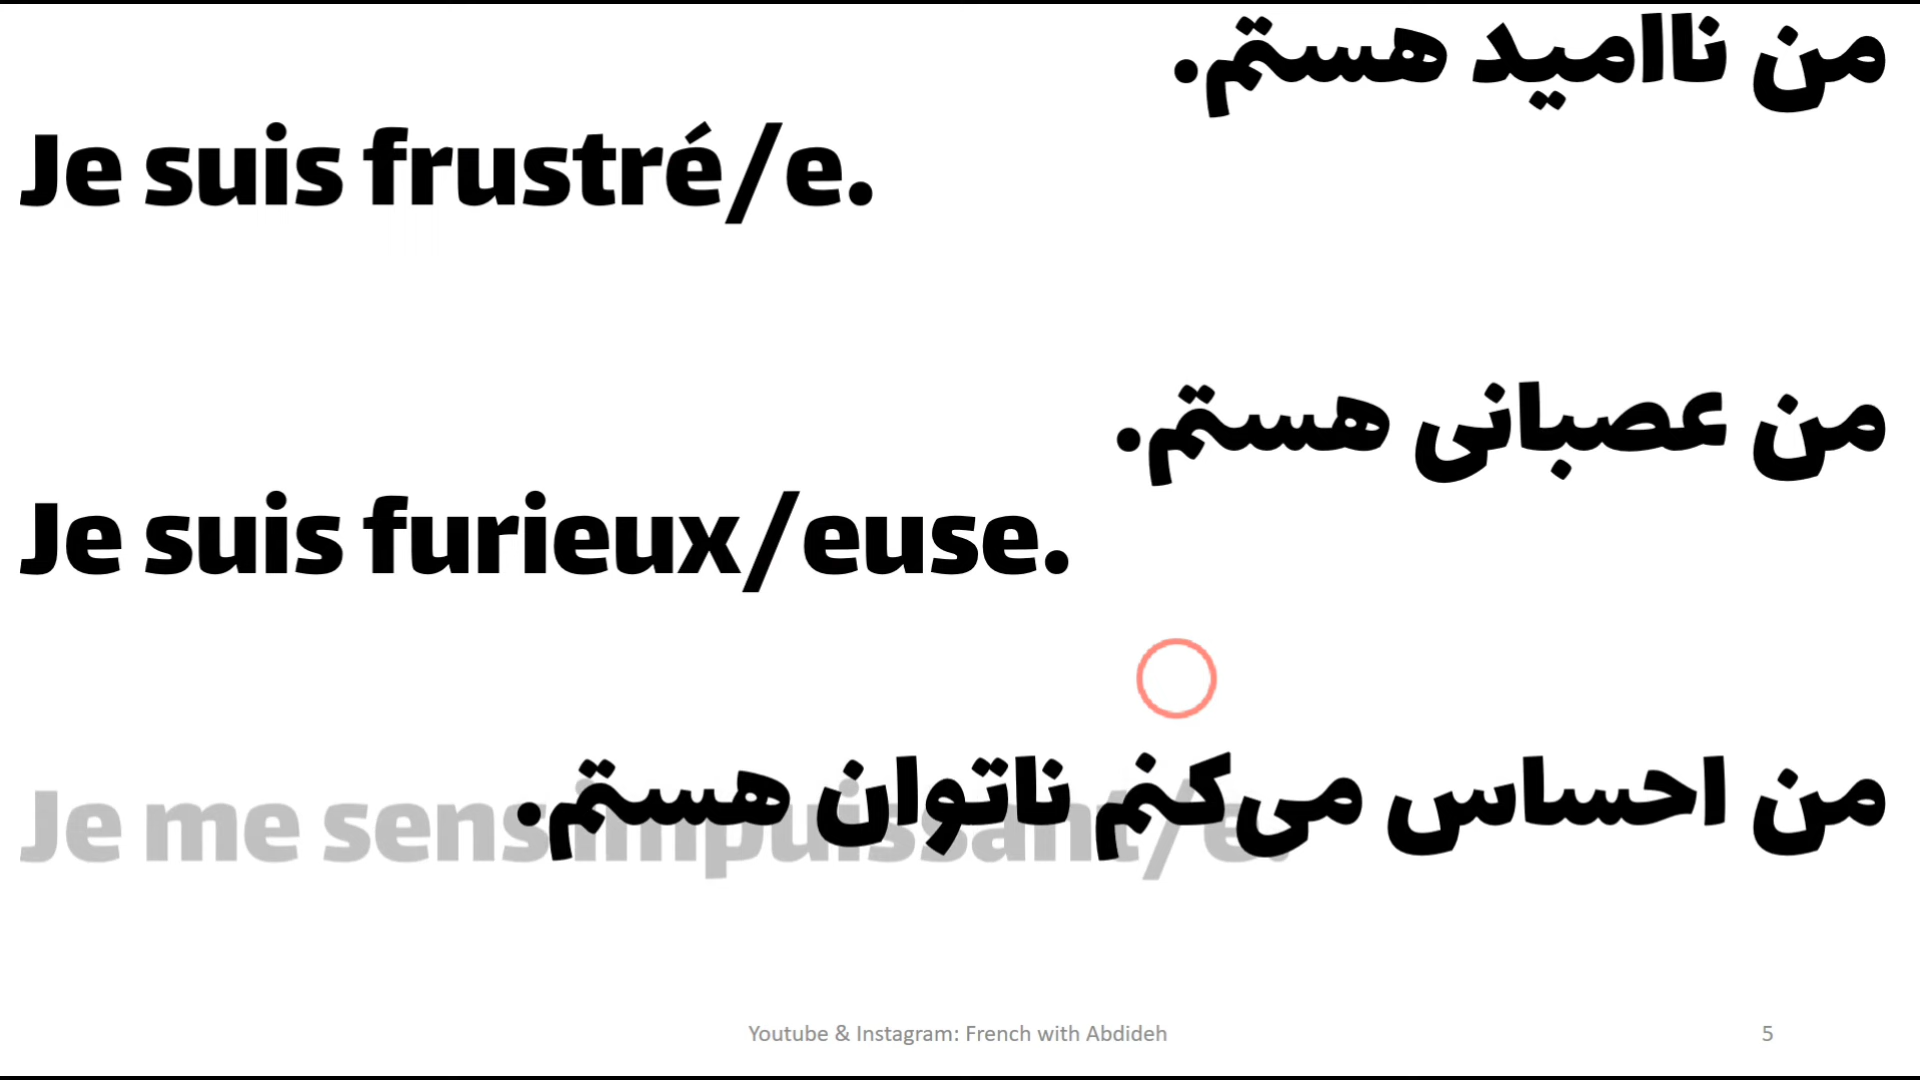 من ناامید هستم.
Je suis frustré/e.
من عصبانی هستم.
Je suis furieux/euse.
من احساس می‌کنم ناتوان هستم.
Je me sens impuissant/e.
Youtube & Instagram: French with Abdideh
5